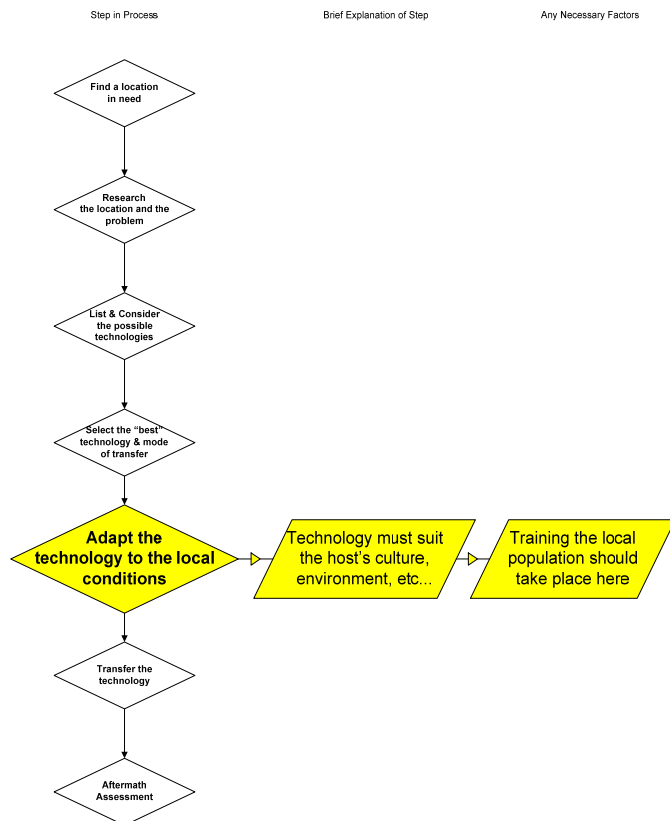 Step in Process
Brief Explanation of Step
Any Necessary Factors
Find a location
in need
Research
the location and the
problem
List & Consider
the possible
technologies
Select the “best”
technology & mode
of transfer
Adapt the
technology to the local
conditions
Technology must suit
the host’s culture,
environment, etc...
Training the local
population should
take place here
Transfer the
technology
Aftermath
Assessment